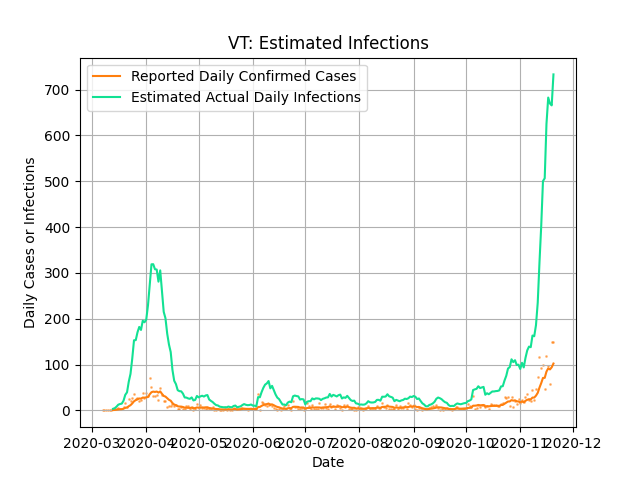 VT: Estimated Infections
Reported Daily Confirmed Cases
Estimated Actual Daily Infections
Daily Cases or Infections
700
600
500
400
300
200
100
0
2020-03 2020-04 2020-05 2020-06 2020-07 2020-08 2020-09 2020-10 2020-11 2020-12
Date